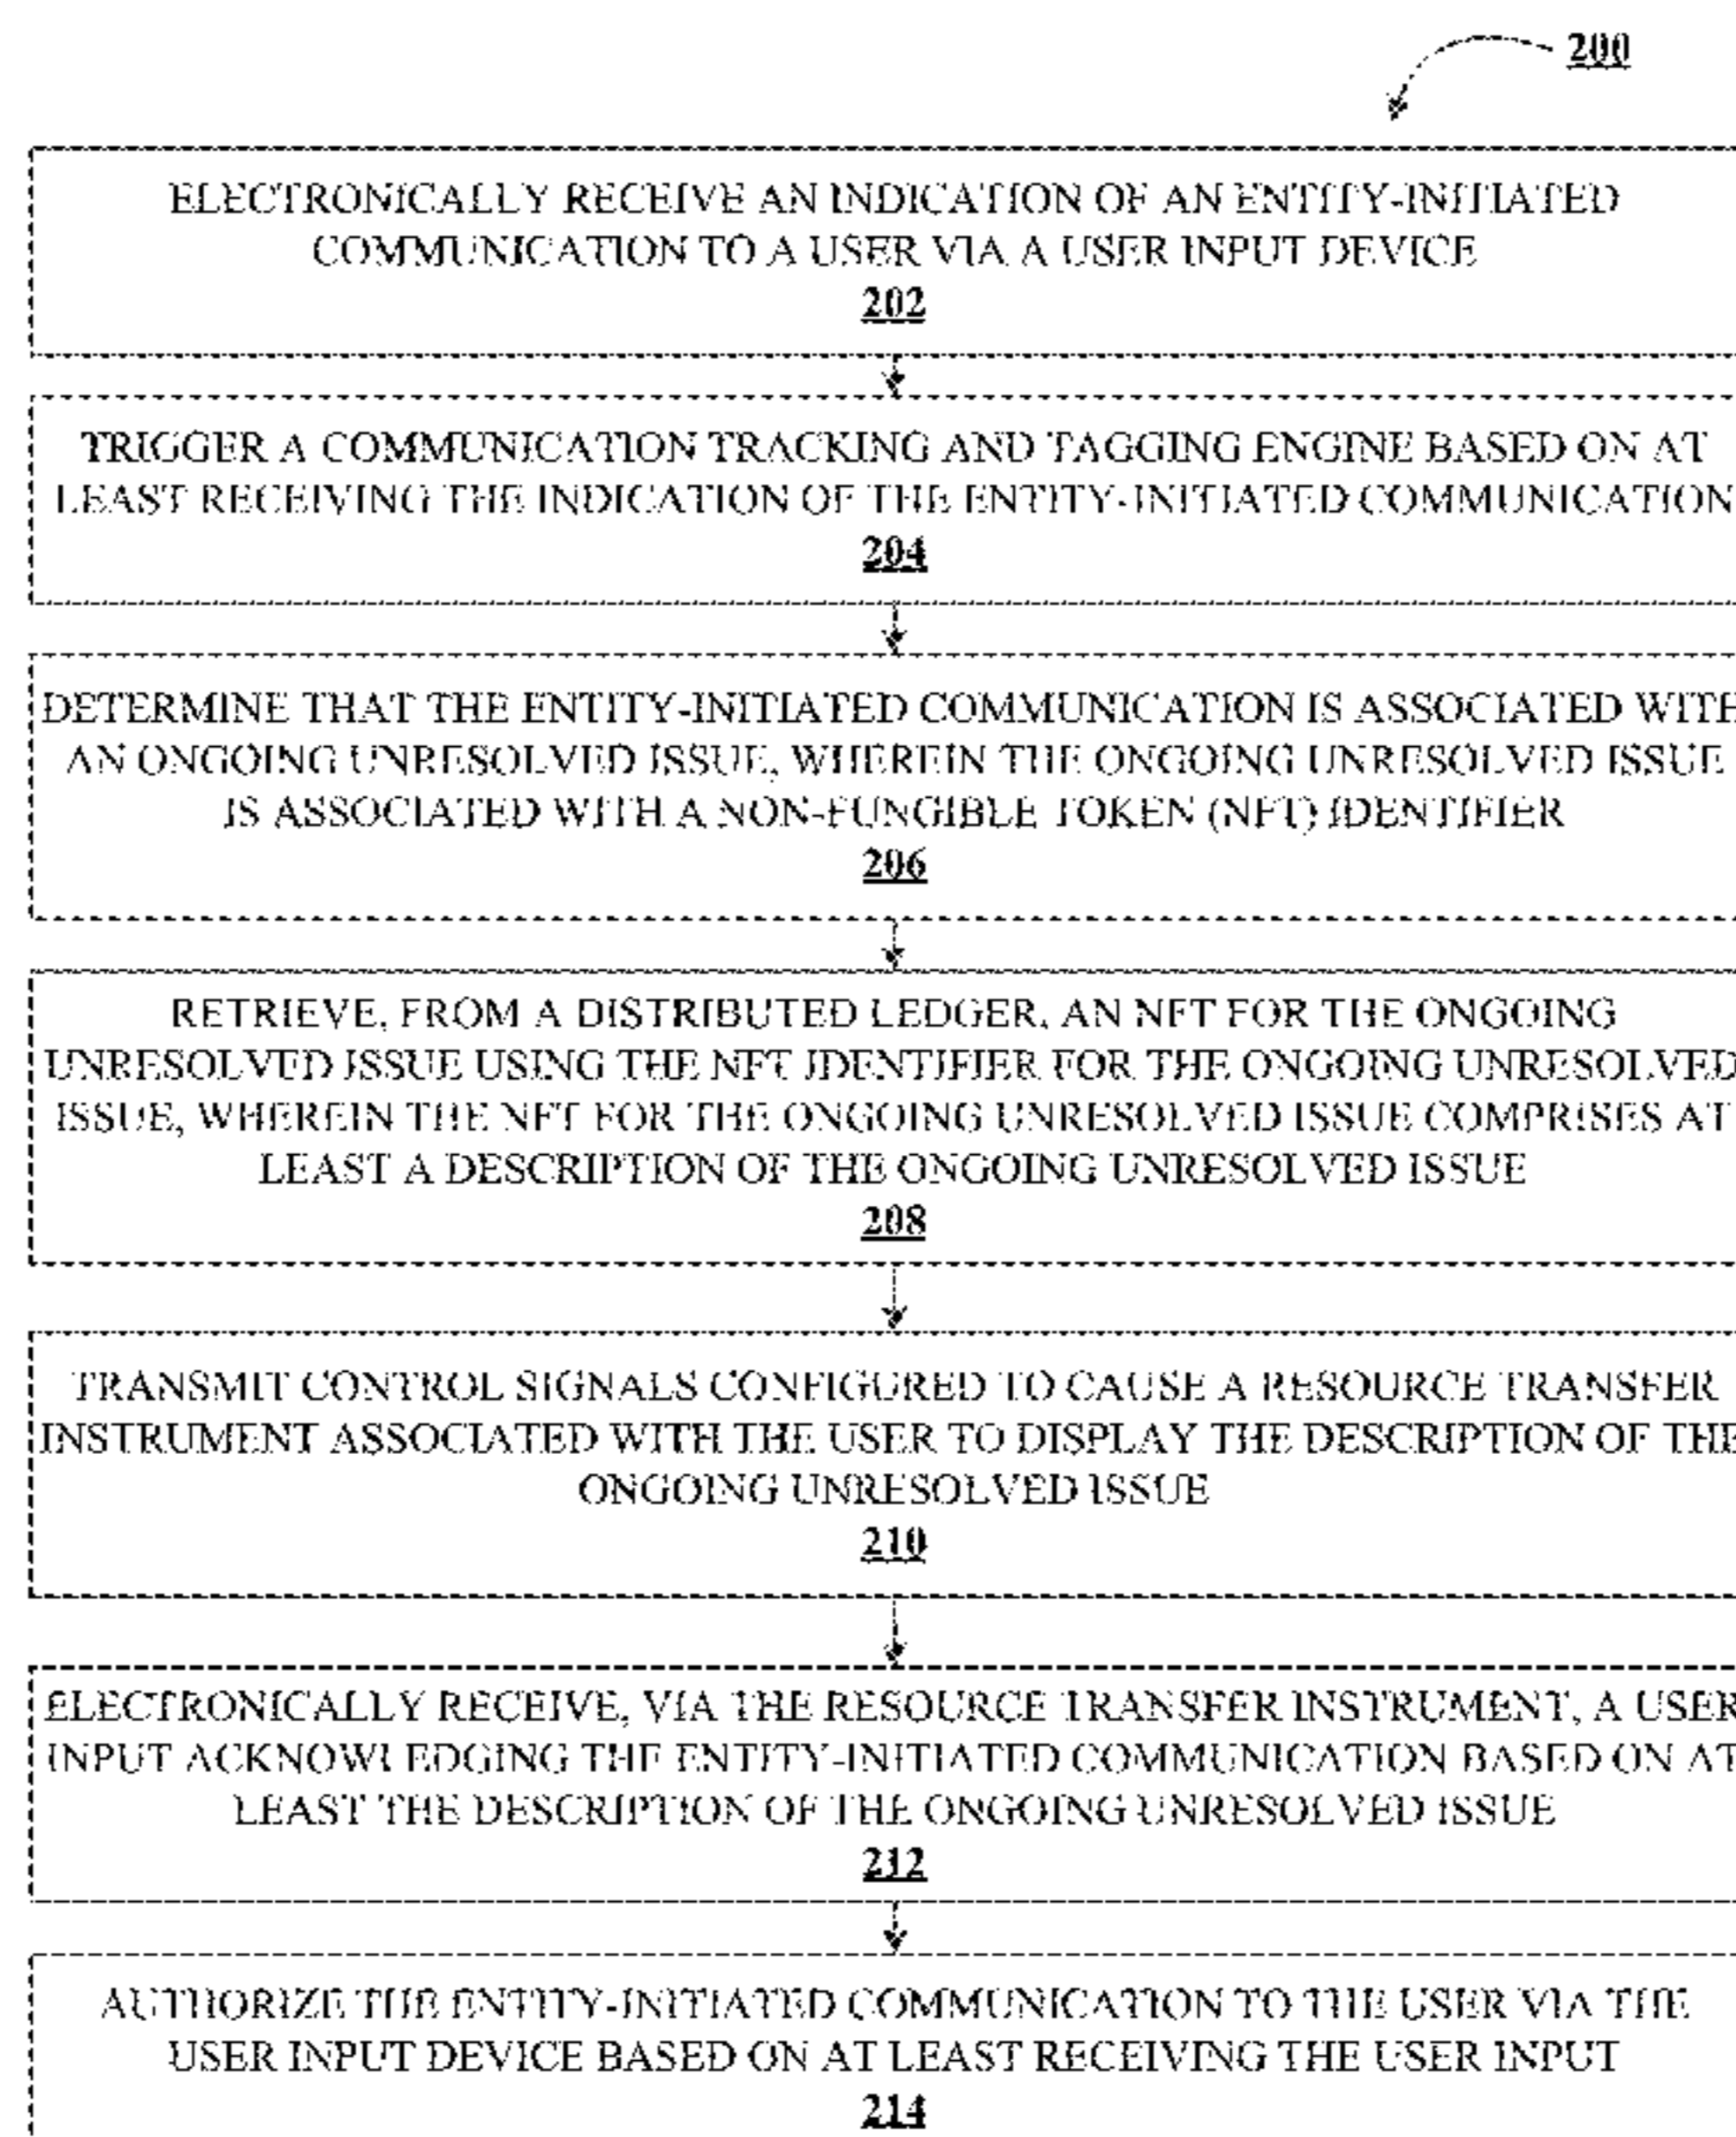 200
ELECTRONICALLY RECEIVE AN INDICATION OF AN ENTITY-INITIATED
COMMUNICATION TO A USER VIA A USER INPUT DEVICE
202
TRIGGER A COMMUNICATION TRACKING AND TAGGING ENGINE BASED ON AT
LEAST RECEIVING THE INDICATION OF THE ENTITY-INITIATED COMMUNICATION
204
DETERMINE THAT THE ENTITY-INITIATED COMMUNICATION IS ASSOCIATED WITH
AN ONGOING UNRESOLVED ISSUE, WHEREIN THE ONGOING UNRESOLVED ISSUE
IS ASSOCIATED WITH A NON-FUNGIBLE TOKEN (NFT) IDENTIFIER
206
RETRIEVE, FROM A DISTRIBUTED LEDGER, AN NFT FOR THE ONGOING
UNRESOLVED ISSUE USING THE NFT IDENTIFIER FOR THE ONGOING UNRESOLVED
ISSUE, WHEREIN THE NFT FOR THE ONGOING UNRESOLVED ISSUE COMPRISES AT
LEAST A DESCRIPTION OF THE ONGOING UNRESOLVED ISSUE
208
TRANSMIT CONTROL SIGNALS CONFIGURED TO CAUSE A RESOURCE TRANSFER
INSTRUMENT ASSOCIATED WITH THE USER TO DISPLAY THE DESCRIPTION OF THE
ONGOING UNRESOLVED ISSUE
210
ELECTRONICALLY RECEIVE, VIA THE RESOURCE TRANSFER INSTRUMENT, A USER
INPUT ACKNOWLEDGING THE ENTITY-INITIATED COMMUNICATION BASED ON AT
LEAST THE DESCRIPTION OF THE ONGOING UNRESOLVED ISSUE
212
AUTHORIZE THE ENTITY-INITIATED COMMUNICATION TO THE USER VIA THE
USER INPUT DEVICE BASED ON AT LEAST RECEIVING THE USER INPUT
214